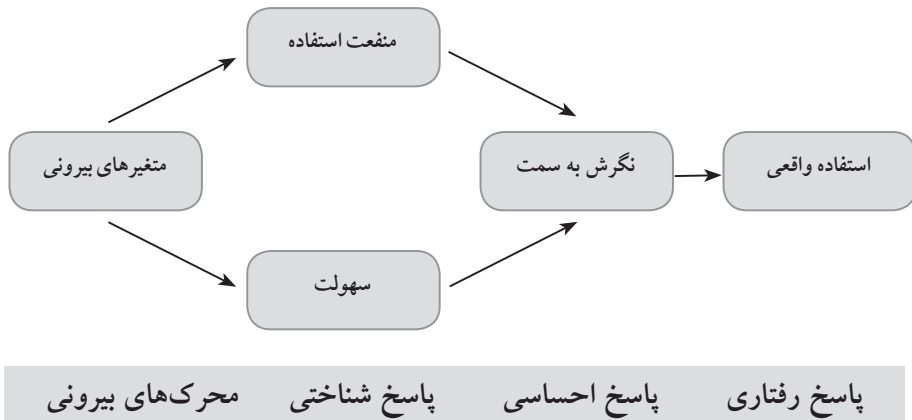 منفعت استفاده
متغیرهای بیرونی
نگرش به سمت
استفاده واقعی
سهولت
محرک‌های بیرونی
پاسخ شناختی
پاسخ احساسی
پاسخ رفتاری